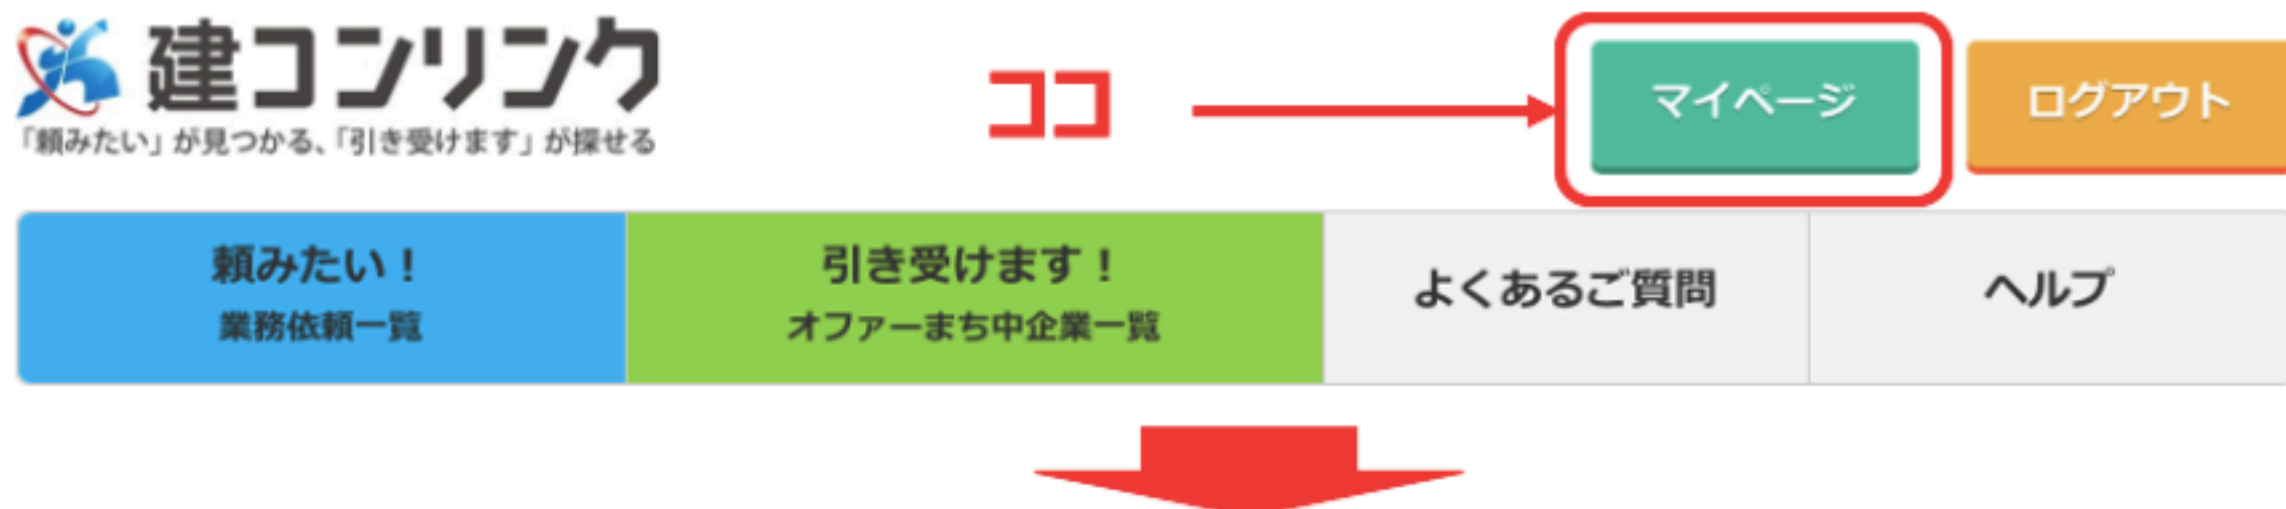 建コンリンク
「頼みたい」が見つかる、「引き受けます」が探せる
ココ
マイページ
ログアウト
頼みたい！
業務依頼一覧
引き受けます！
オファーまち中企業一覧
よくあるご質問
ヘルプ